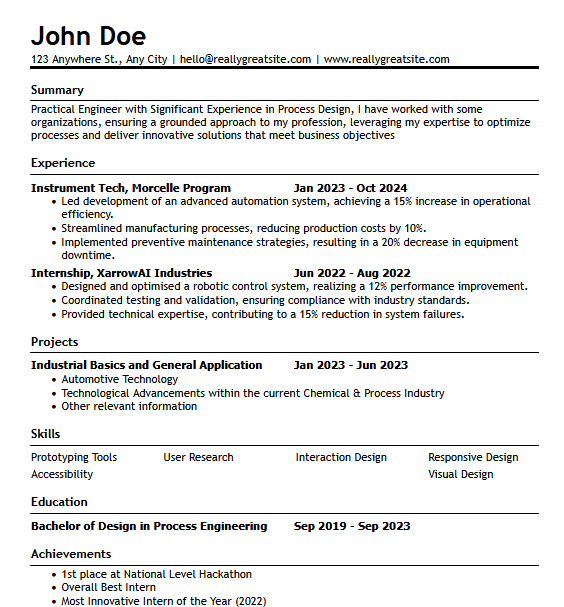 John Doe
123 Anywhere St., Any City | hello@reallygreatsite.com | www.reallygreatsite.com
Summary
Practical Engineer with Significant Experience in Process Design, I have worked with some
organizations, ensuring a grounded approach to my profession, leveraging my expertise to optimize
processes and deliver innovative solutions that meet business objectives
Experience
Instrument Tech, Morcelle Program Jan 2023 - Oct 2024
• Led development of an advanced automation system, achieving a 15% increase in operational
efficiency.
• Streamlined manufacturing processes, reducing production costs by 10%.
• Implemented preventive maintenance strategies, resulting in a 20% decrease in equipment
downtime.
Internship, XarrowAI Industries Jun 2022 - Aug 2022
• Designed and optimised a robotic control system, realizing a 12% performance improvement.
• Coordinated testing and validation, ensuring compliance with industry standards.
• Provided technical expertise, contributing to a 15% reduction in system failures.
Projects
Industrial Basics and General Application Jan 2023 - Jun 2023
• Automotive Technology
• Technological Advancements within the current Chemical & Process Industry
• Other relevant information
Skills
Prototyping Tools User Research Interaction Design Responsive Design
Accessibility Visual Design
Education
Bachelor of Design in Process Engineering Sep 2019 - Sep 2023
Achievements
• 1st place at National Level Hackathon
• Overall Best Intern
• Most Innovative Intern of the Year (2022)